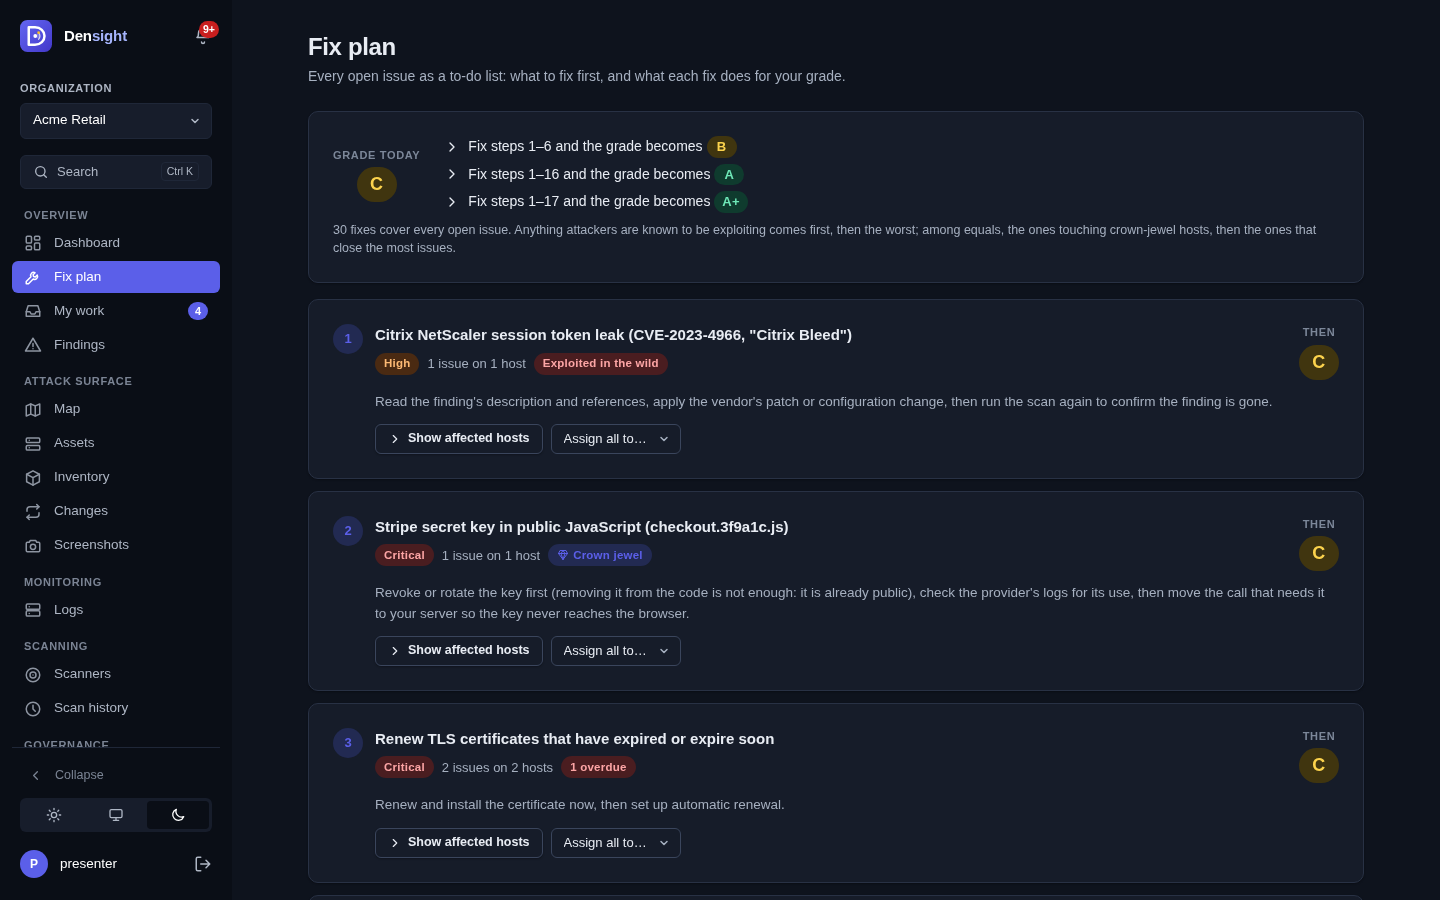 Densight
9+
ORGANIZATION
Acme Retail
Search
Ctrl K
OVERVIEW
Dashboard
Fix plan
My work
4
Findings
ATTACK SURFACE
Map
Assets
Inventory
Changes
Screenshots
MONITORING
Logs
SCANNING
Scanners
Scan history
GOVERNANCE
Collapse
P
presenter
Fix plan
Every open issue as a to-do list: what to fix first, and what each fix does for your grade.
GRADE TODAY
C
Fix steps 1–6 and the grade becomes B
Fix steps 1–16 and the grade becomes A
Fix steps 1–17 and the grade becomes A+
30 fixes cover every open issue. Anything attackers are known to be exploiting comes first, then the worst; among equals, the ones touching crown-jewel hosts, then the ones that
close the most issues.
1
Citrix NetScaler session token leak (CVE-2023-4966, "Citrix Bleed")
THEN
C
High
1 issue on 1 host
Exploited in the wild
Read the finding's description and references, apply the vendor's patch or configuration change, then run the scan again to confirm the finding is gone.
Show affected hosts
Assign all to…
2
Stripe secret key in public JavaScript (checkout.3f9a1c.js)
THEN
C
Critical
1 issue on 1 host
Crown jewel
Revoke or rotate the key first (removing it from the code is not enough: it is already public), check the provider's logs for its use, then move the call that needs it
to your server so the key never reaches the browser.
Show affected hosts
Assign all to…
3
Renew TLS certificates that have expired or expire soon
THEN
C
Critical
2 issues on 2 hosts
1 overdue
Renew and install the certificate now, then set up automatic renewal.
Show affected hosts
Assign all to…